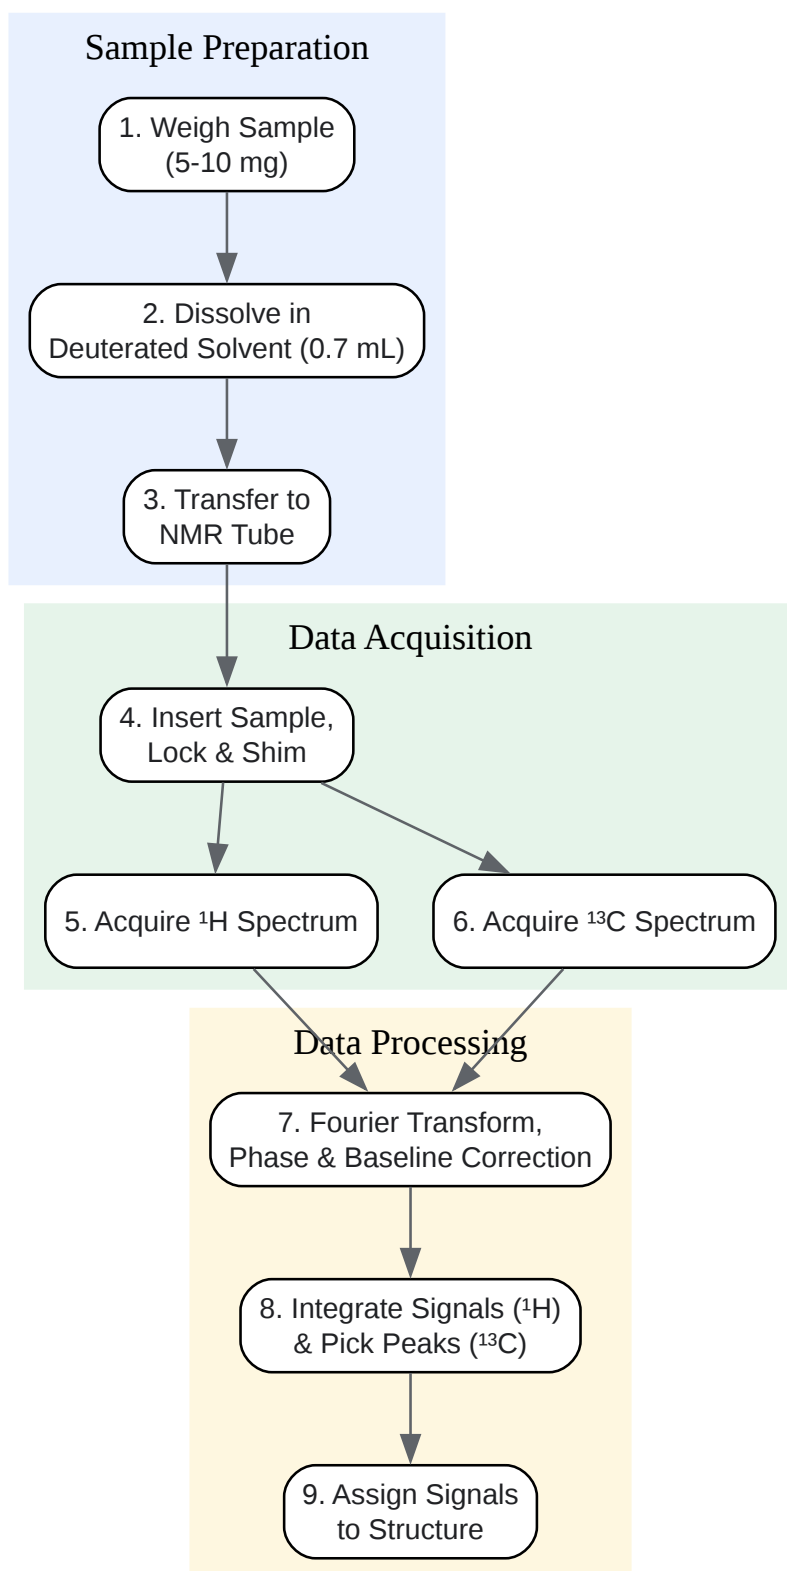 Sample Preparation
1. Weigh Sample
(5-10 mg)
2. Dissolve in
Deuterated Solvent (0.7 mL)
3. Transfer to
NMR Tube
Data Acquisition
4. Insert Sample,
Lock & Shim
5. Acquire ¹H Spectrum
6. Acquire ¹³C Spectrum
Data Processing
7. Fourier Transform,
Phase & Baseline Correction
8. Integrate Signals (¹H)
& Pick Peaks (¹³C)
9. Assign Signals
to Structure